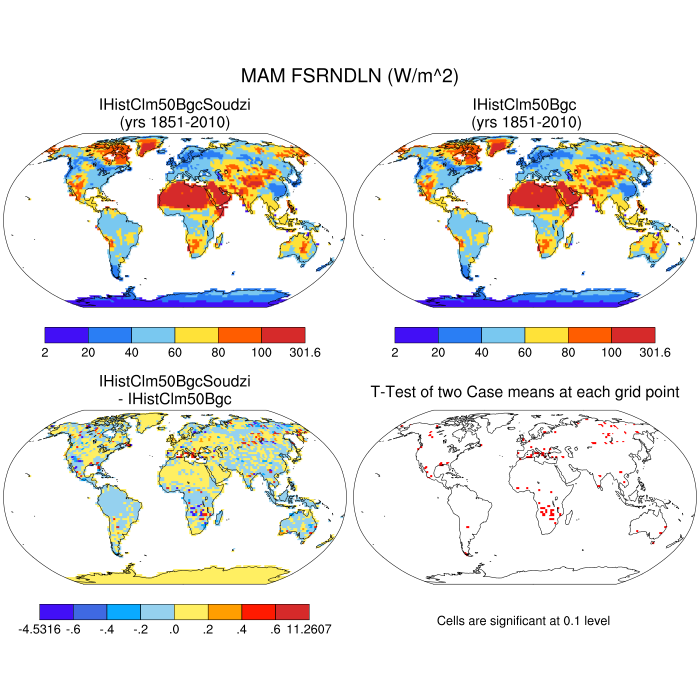 MAM FSRNDLN (W/m^2)
IHistClm50BgcSoudzi
(yrs 1851-2010)
IHistClm50Bgc
(yrs 1851-2010)
2 20 40 60 80 100 301.6
2 20 40 60 80 100 301.6
IHistClm50BgcSoudzi
- IHistClm50Bgc
T-Test of two Case means at each grid point
-4.5316 -.6 -.4 -.2 .0 .2 .4 .6 11.2607
Cells are significant at 0.1 level